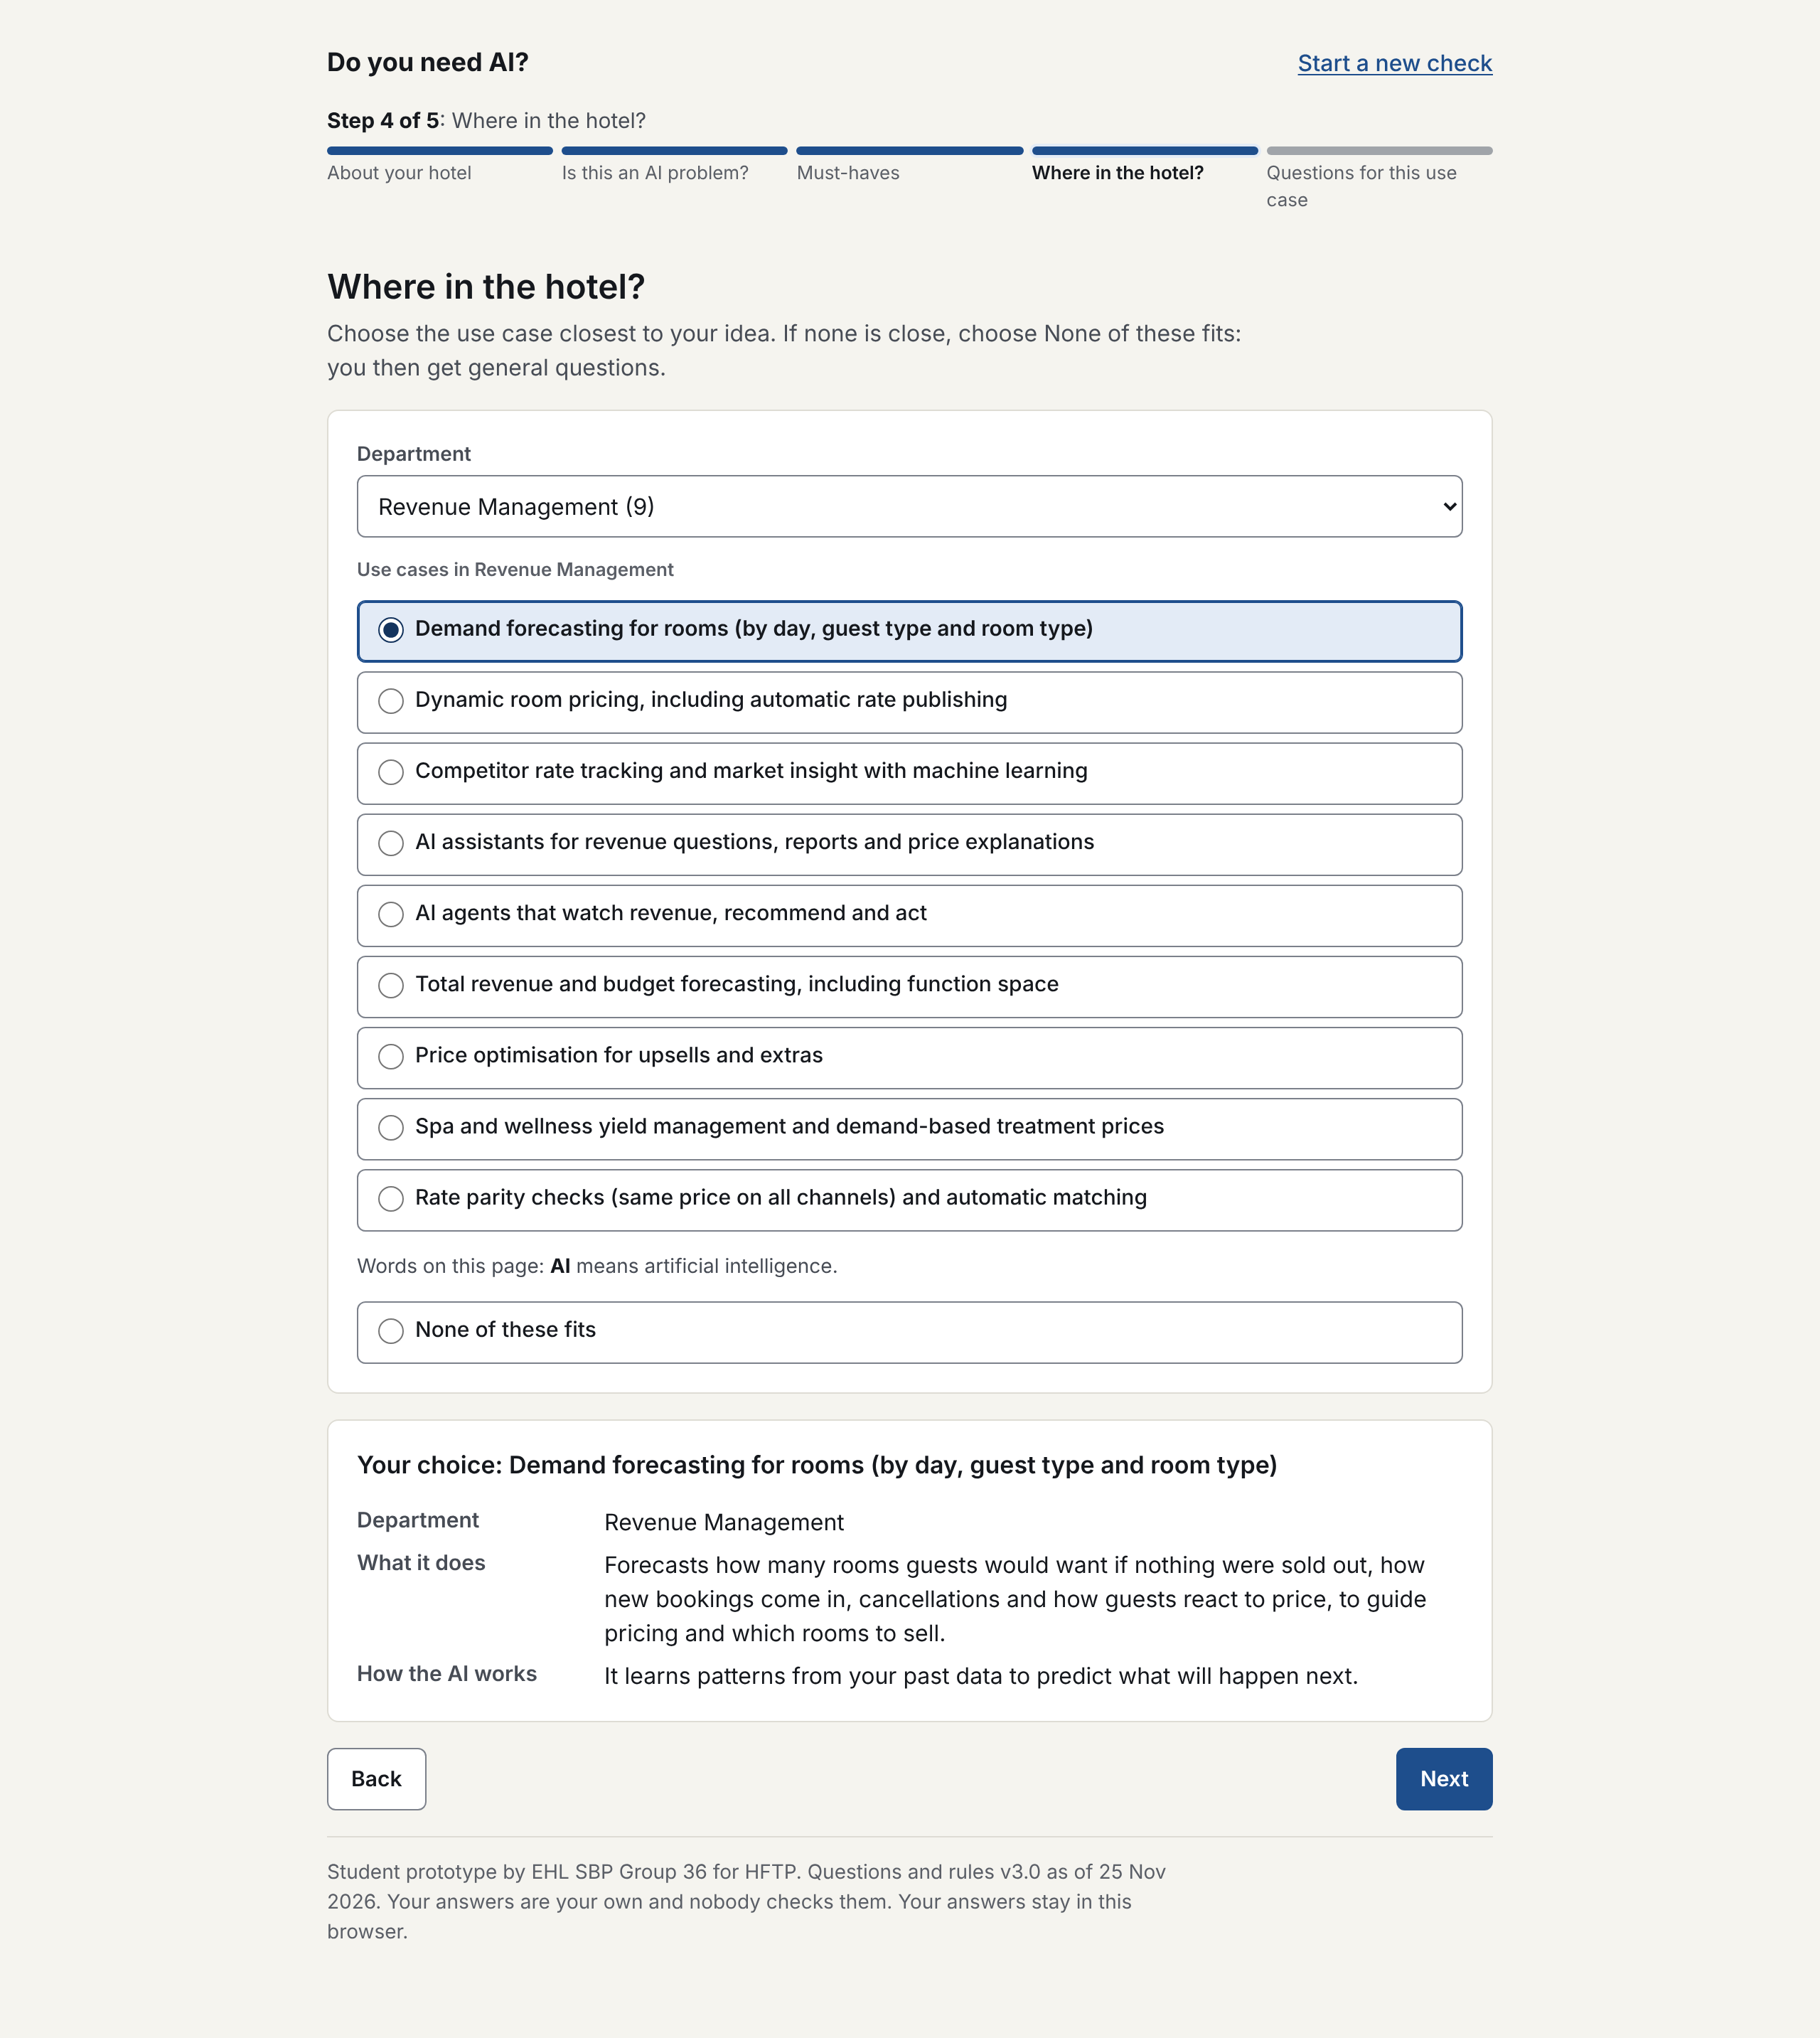 Do you need AI?
Start a new check
Step 4 of 5: Where in the hotel?
About your hotel
Is this an AI problem?
Must-haves
Where in the hotel?
Questions for this use
case
Where in the hotel?
Choose the use case closest to your idea. If none is close, choose None of these fits:
you then get general questions.
Department
Revenue Management (9)
Use cases in Revenue Management
Demand forecasting for rooms (by day, guest type and room type)
Dynamic room pricing, including automatic rate publishing
Competitor rate tracking and market insight with machine learning
AI assistants for revenue questions, reports and price explanations
AI agents that watch revenue, recommend and act
Total revenue and budget forecasting, including function space
Price optimisation for upsells and extras
Spa and wellness yield management and demand-based treatment prices
Rate parity checks (same price on all channels) and automatic matching
Words on this page: AI means artificial intelligence.
None of these fits
Your choice: Demand forecasting for rooms (by day, guest type and room type)
Department
Revenue Management
What it does
Forecasts how many rooms guests would want if nothing were sold out, how
new bookings come in, cancellations and how guests react to price, to guide
pricing and which rooms to sell.
How the AI works
It learns patterns from your past data to predict what will happen next.
Back
Next
Student prototype by EHL SBP Group 36 for HFTP. Questions and rules v3.0 as of 25 Nov
2026. Your answers are your own and nobody checks them. Your answers stay in this
browser.